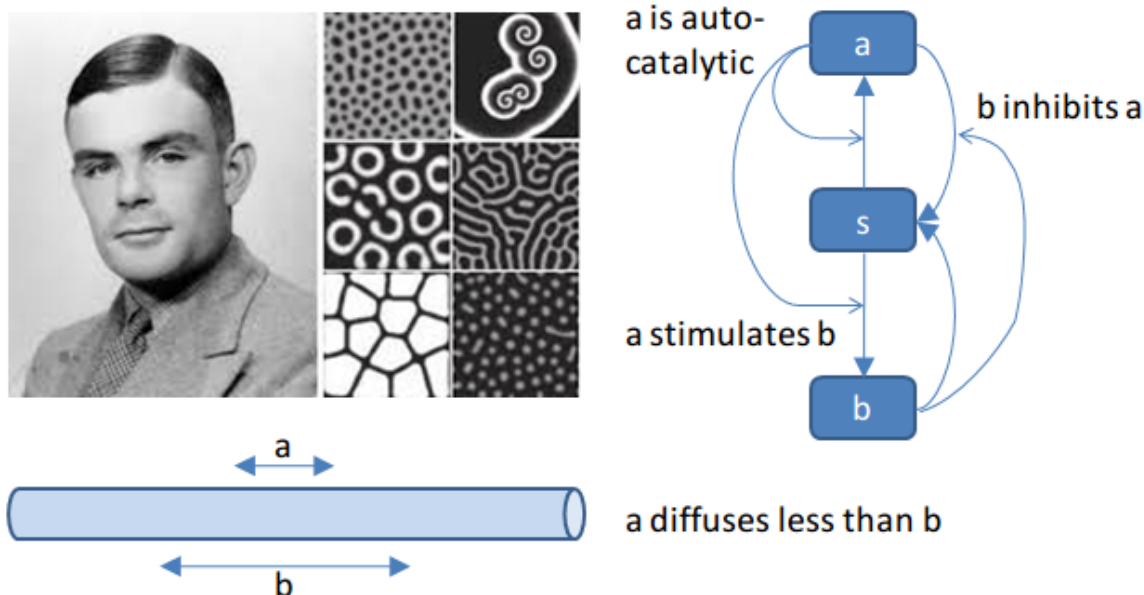 a is auto-
catalytic
a
b inhibits a
s
a stimulates b
b
a
a diffuses less than b
b